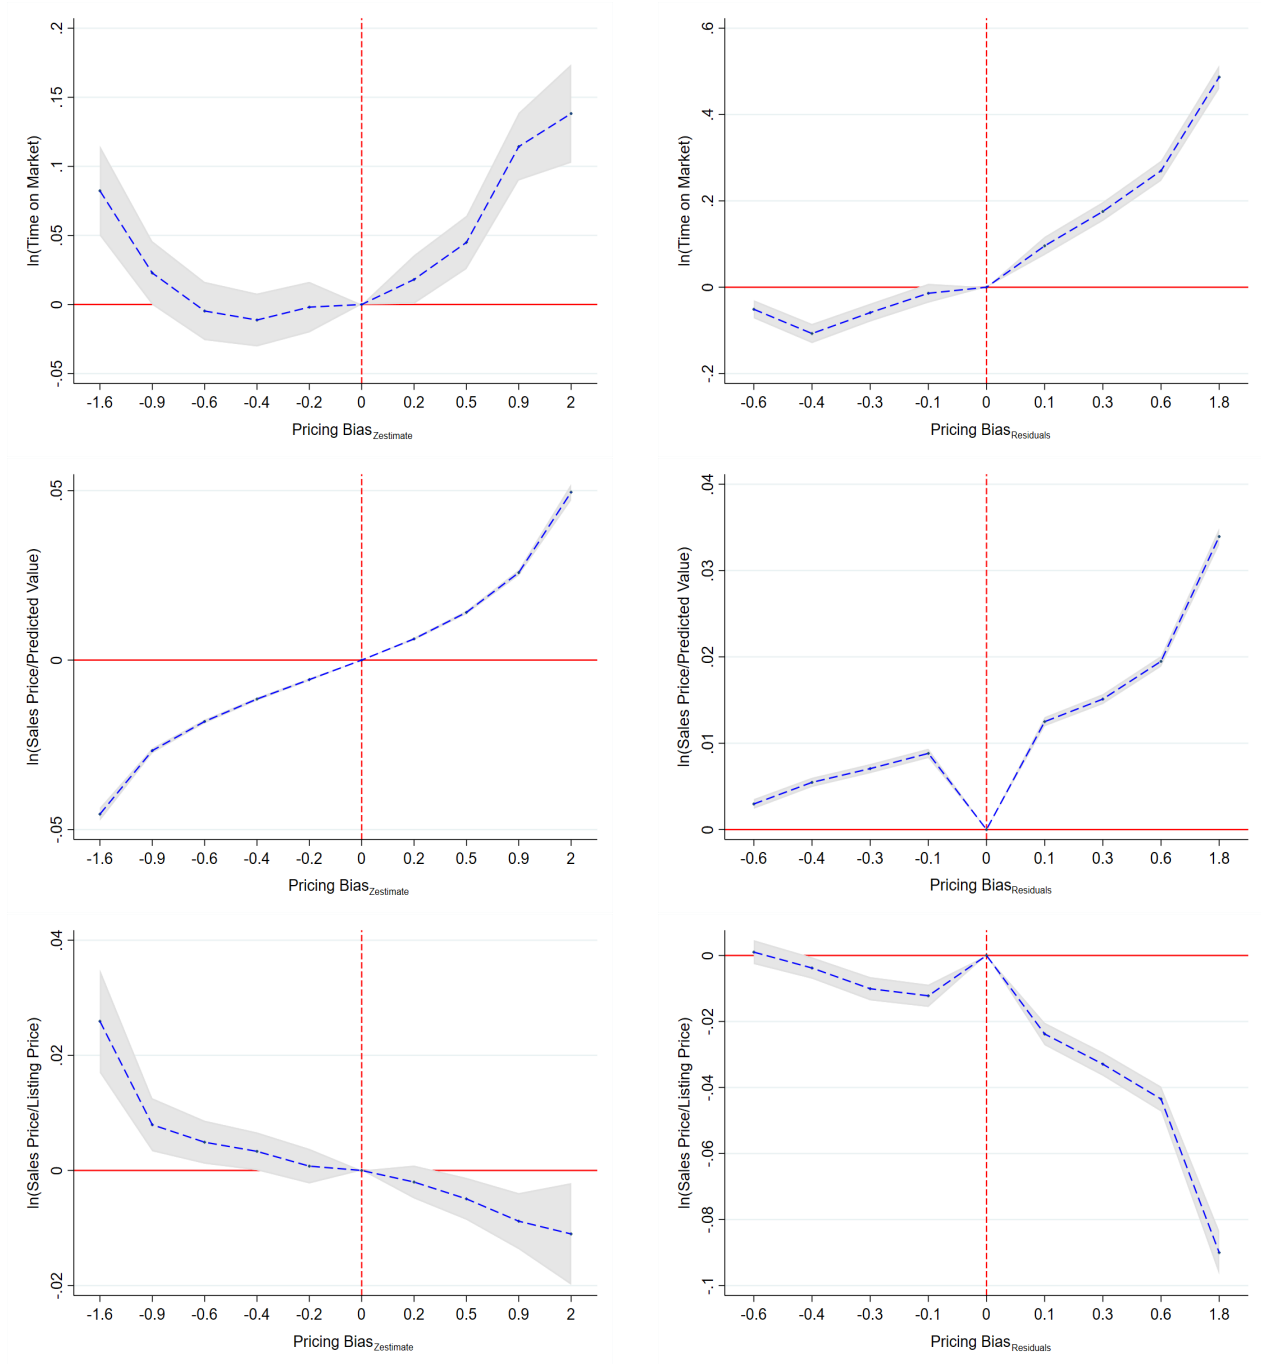 ln(Time on Market)
.2
.15
.1
.05
0
-.05
-1.6 -0.9 -0.6 -0.4 -0.2 0 0.2 0.5 0.9 2
Pricing Bias Zestimate
ln(Time on Market)
.6
.4
.2
0
-.2
-0.6 -0.4 -0.3 -0.1 0 0.1 0.3 0.6 1.8
Pricing Bias Residuals
ln(Sales Price/Predicted Value)
.05
0
-.05
-1.6 -0.9 -0.6 -0.4 -0.2 0 0.2 0.5 0.9 2
Pricing Bias Zestimate
ln(Sales Price/Predicted Value)
.04
.03
.02
.01
0
-0.6 -0.4 -0.3 -0.1 0 0.1 0.3 0.6 1.8
Pricing Bias Residuals
ln(Sales Price/Listing Price)
.04
.02
0
-.02
-1.6 -0.9 -0.6 -0.4 -0.2 0 0.2 0.5 0.9 2
Pricing Bias Zestimate
ln(Sales Price/Listing Price)
0
-.02
-.04
-.06
-.08
-.1
-0.6 -0.4 -0.3 -0.1 0 0.1 0.3 0.6 1.8
Pricing Bias Residuals